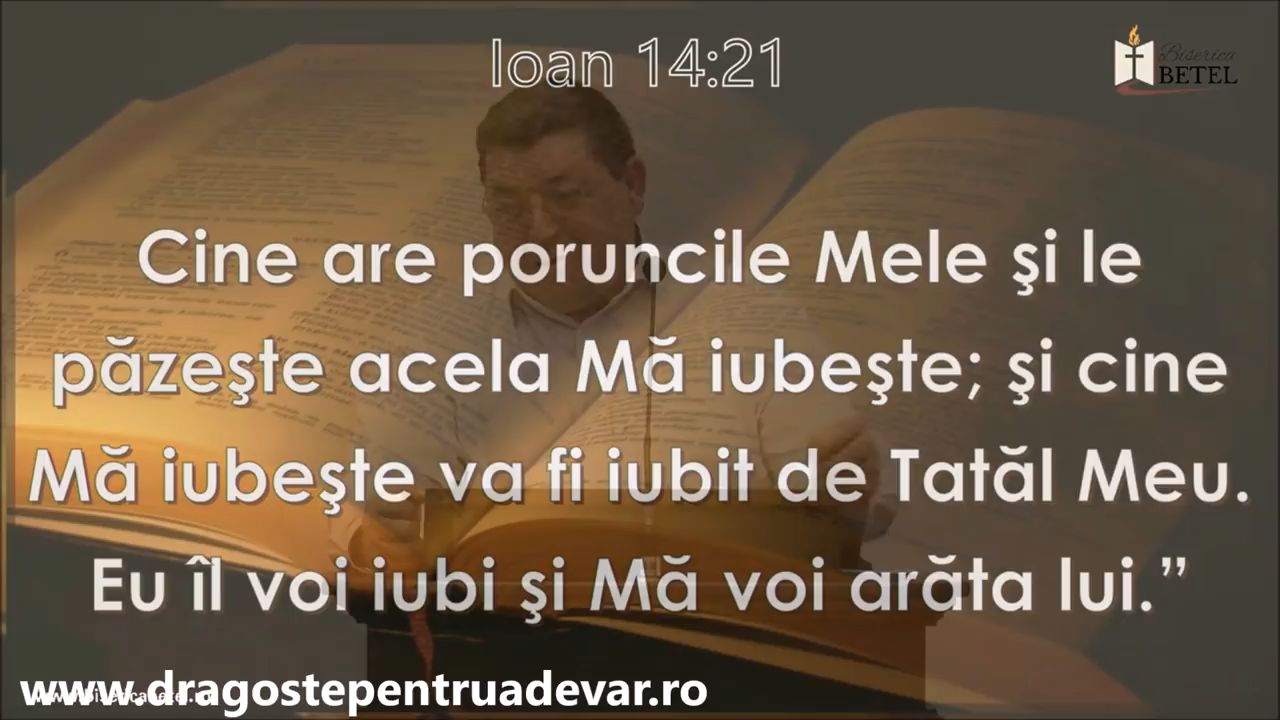 Ioan 14:21
Biserica
BETEL
Cine are poruncile Mele şi le
păzeşte acela Mă iubeşte; şi cine
Mă iubeşte va fi iubit de Tatăl Meu.
Eu îl voi iubi şi Mă voi arăta lui.”
www.dragostepentruadevar.ro